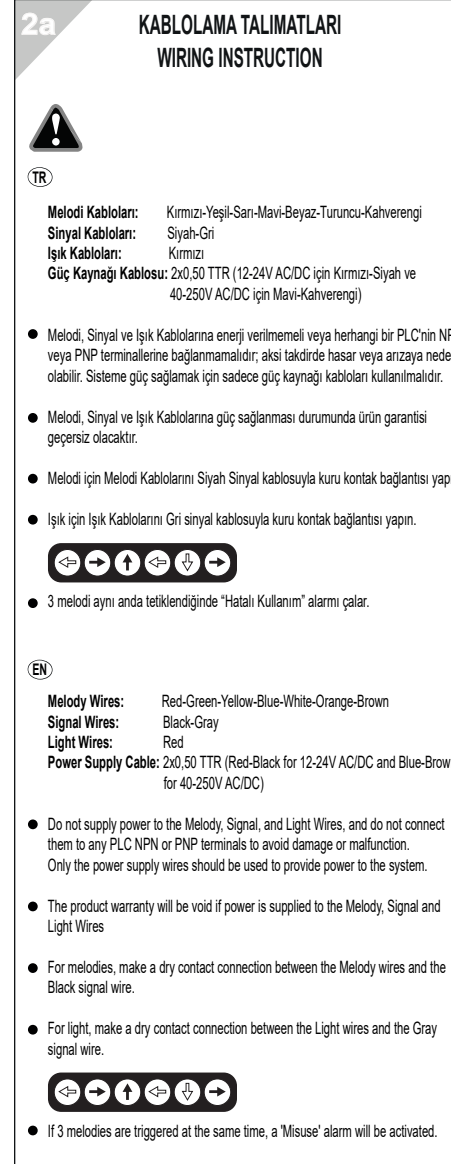 2a
KABLOLAMA TALIMATLARI
WIRING INSTRUCTION
TR
Melodi Kabloları: Kırmızı-Yeşil-Sarı-Mavi-Beyaz-Turuncu-Kahverengi
Sinyal Kabloları: Siyah-Gri
Işık Kabloları: Kırmızı
Güç Kaynağı Kablosu: 2x0,50 TTR (12-24V AC/DC için Kırmızı-Siyah ve
40-250V AC/DC için Mavi-Kahverengi)
Melodi, Sinyal ve Işık Kablolarına enerji verilmemeli veya herhangi bir PLC'nin
veya PNP terminallerine bağlanmamalıdır; aksi takdirde hasar veya arızaya
olabilir. Sisteme güç sağlamak için sadece güç kaynağı kabloları kullanılmalıdır.
Melodi, Sinyal ve Işık Kablolarına güç sağlanması durumunda ürün garantisi
geçersiz olacaktır.
Melodi için Melodi Kablolarını Siyah Sinyal kablosuyla kuru kontak bağlantısı
Işık için Işık Kablolarını Gri sinyal kablosuyla kuru kontak bağlantısı yapın.
3 melodi aynı anda tetiklendiğinde “Hatalı Kullanım” alarmı çalar.
EN
Melody Wires: Red-Green-Yellow-Blue-White-Orange-Brown
Signal Wires: Black-Gray
Light Wires: Red
Power Supply Cable: 2x0,50 TTR (Red-Black for 12-24V AC/DC and
for 40-250V AC/DC)
Do not supply power to the Melody, Signal, and Light Wires, and do not connect
them to any PLC NPN or PNP terminals to avoid damage or malfunction.
Only the power supply wires should be used to provide power to the system.
The product warranty will be void if power is supplied to the Melody, Signal and
Light Wires
For melodies, make a dry contact connection between the Melody wires and the
Black signal wire.
For light, make a dry contact connection between the Light wires and the Gray
signal wire.
If 3 melodies are triggered at the same time, a 'Misuse' alarm will be activated.